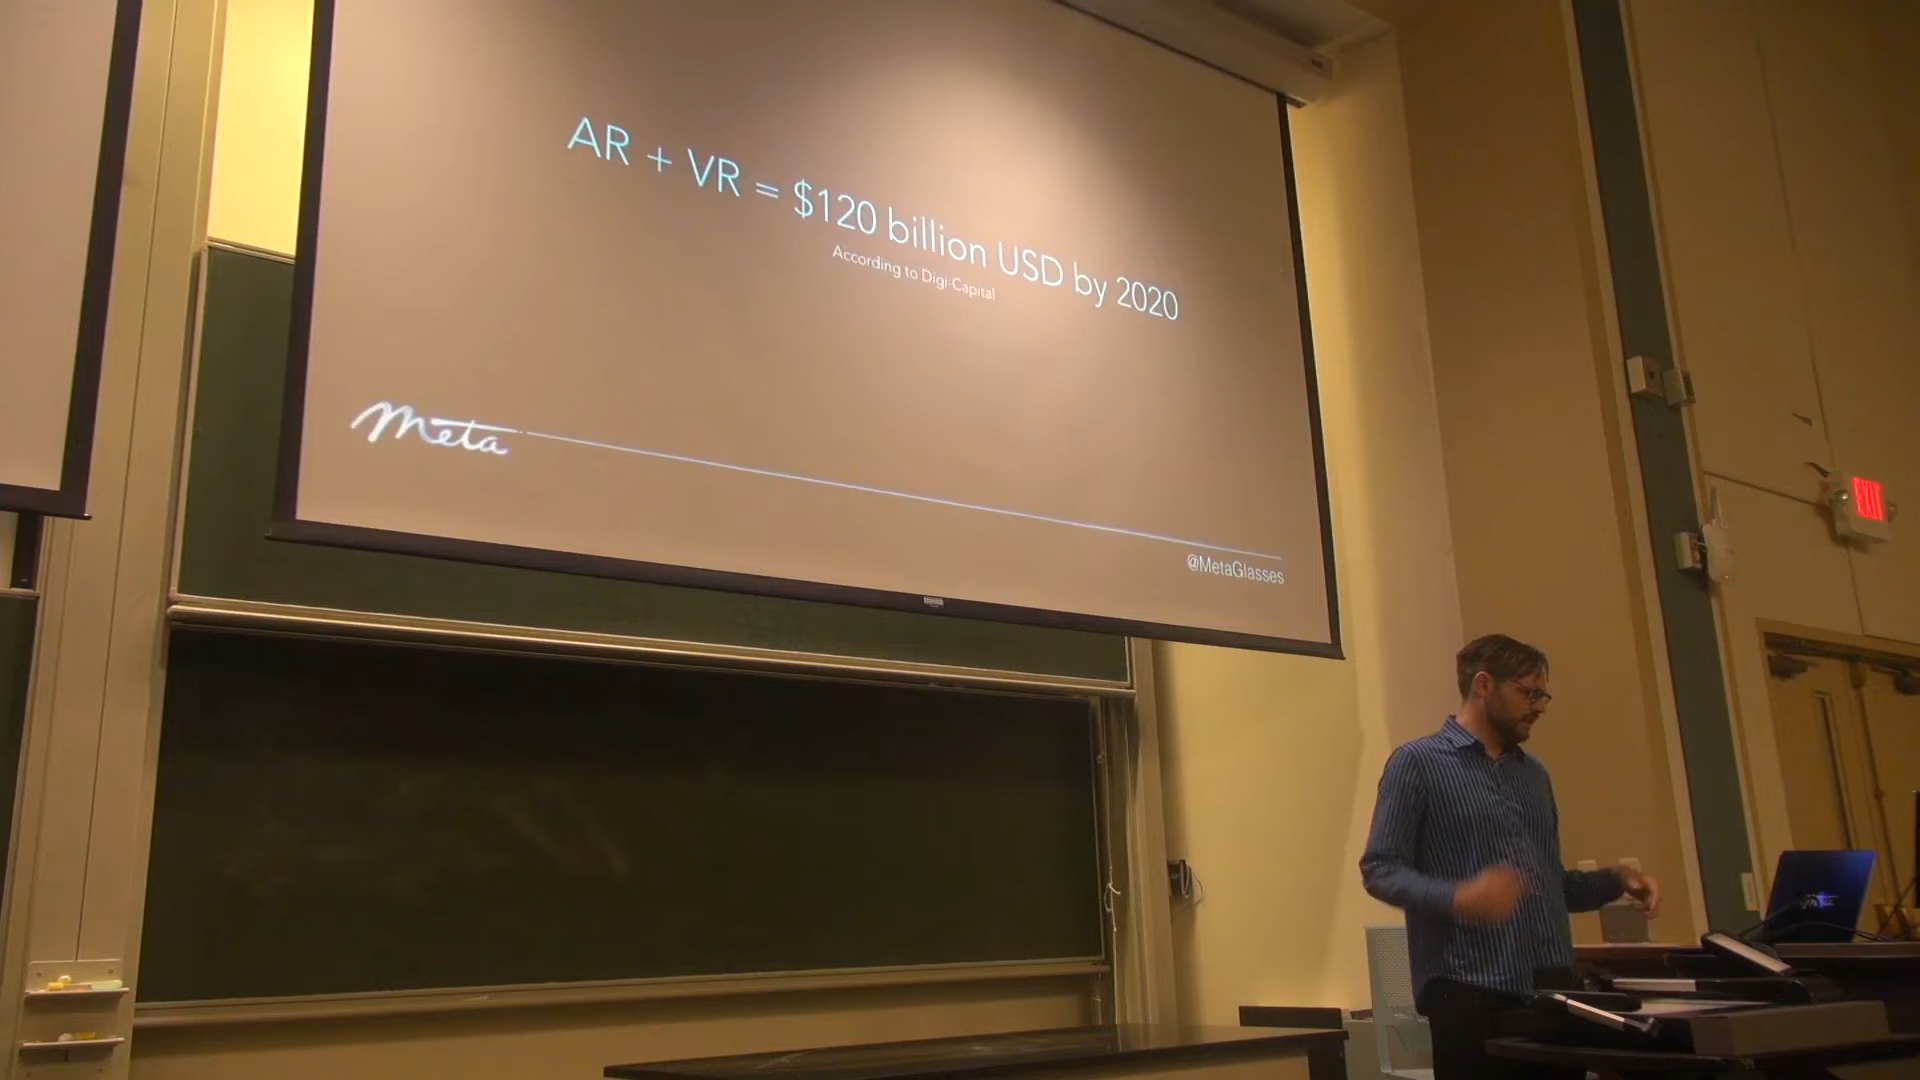 AR + VR = $120 billion USD by 2020
According to Digi-Capital
meta
@MetaGlasses
EXIT